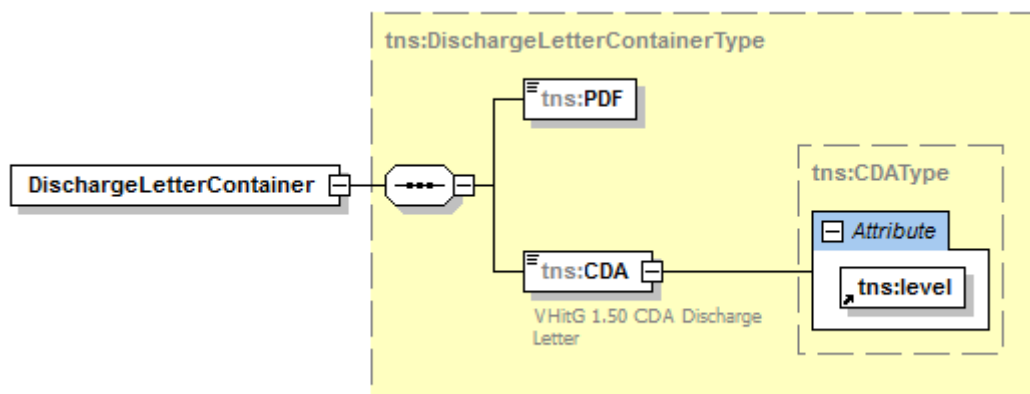 tns:DischargeLetterContainerType
tns:PDF
DischargeLetterContainer
tns:CDAType
Attribute
tns:CDA
tns:level
VHitG 1.50 CDA Discharge
Letter